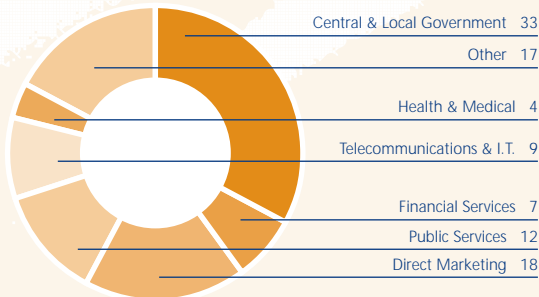 Central & Local Government 33
Other 17
Health & Medical 4
Telecommunications & I.T. 9
Financial Services 7
Public Services 12
Direct Marketing 18